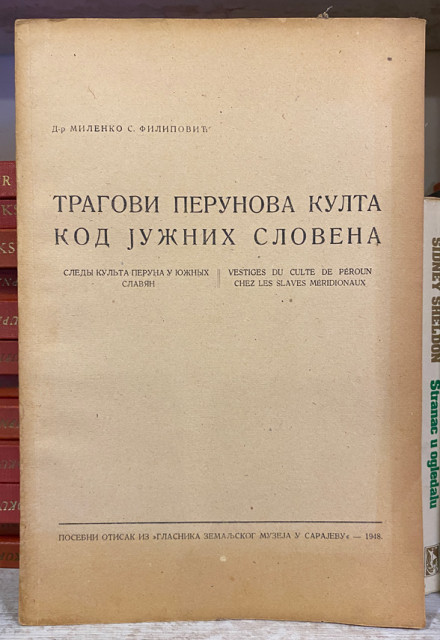 Д-р МИЛЕНКО С. ФИЛИПОВИЋ
ТРАГОВИ ПЕРУНОВА КУЛТА
КОД ЈУЖНИХ СЛОВЕНА
СЛЕДЫ КУЛЬТА ПЕРУНА У ЮЖНЫХ
СЛАВЯН
VESTIGES DU CULTE DE PÉROUN
CHEZ LES SLAVES MÉRIDIONAUX
ПОСЕБНИ ОТИСАК ИЗ »ГЛАСНИКА ЗЕМАЉСКОГ МУЗЕЈА У САРАЈЕВУ« — 1948.
SIDNEY SHELDON
Stranac u ogledalu